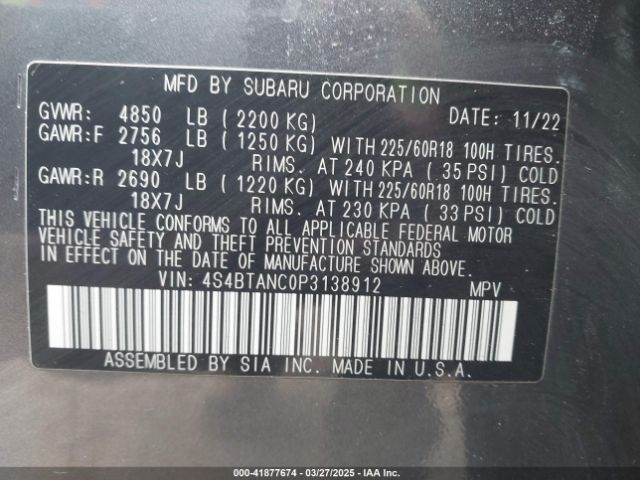 MFD BY SUBARU CORPORATION
GVWR: 4850 LB ( 2200 KG) DATE: 11/22
GAWR:F 2756 LB ( 1250 KG) WITH 225/60R18 100H TIRES.
18X7J RIMS. AT 240 KPA ( 35 PSI) COLD
GAWR:R 2690 LB ( 1220 KG) WITH 225/60R18 100H TIRES.
18X7J RIMS. AT 230 KPA ( 33 PSI) COLD
THIS VEHICLE CONFORMS TO ALL APPLICABLE FEDERAL MOTOR
VEHICLE SAFETY AND THEFT PREVENTION STANDARDS
IN EFFECT ON THE DATE OF MANUFACTURE SHOWN ABOVE.
VIN: 4S4BTANC0P3138912 MPV
ASSEMBLED BY SIA INC. MADE IN U.S.A.
000-41877674 | 03/27/2025 - IAA Inc.